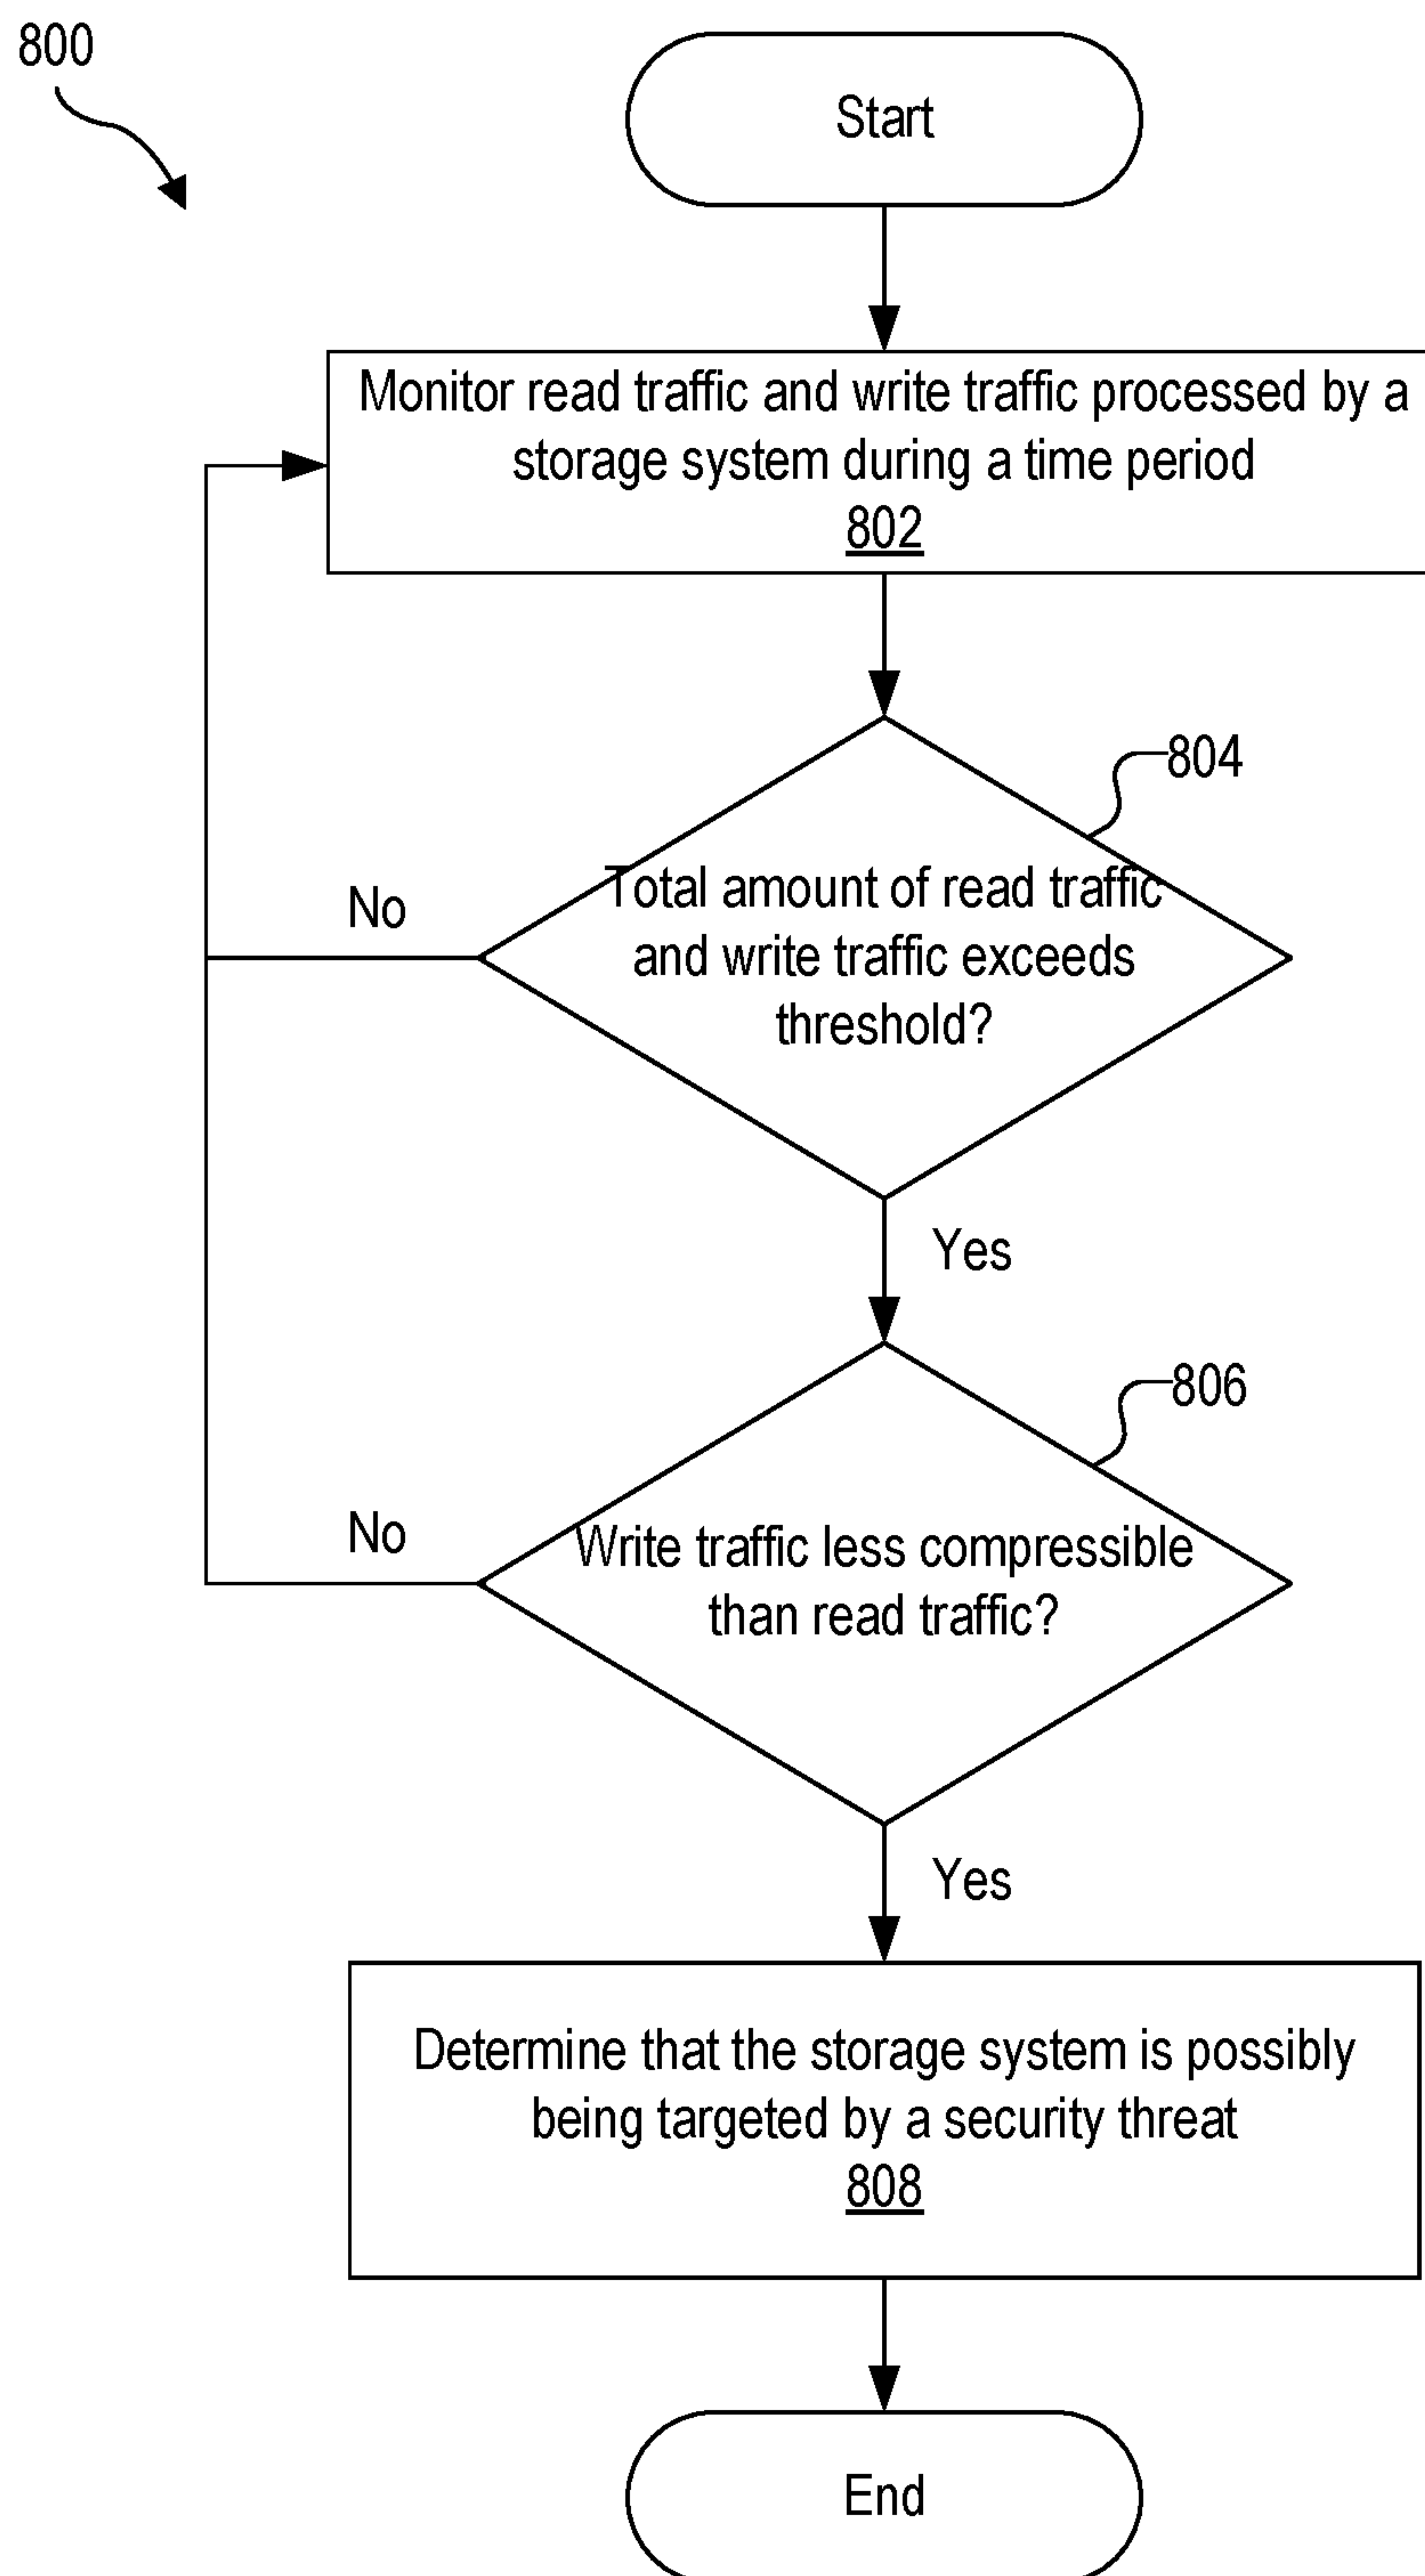 800
Start
Monitor read traffic and write traffic processed by a
storage system during a time period
802
804
Total amount of read traffic
and write traffic exceeds
threshold?
No
Yes
806
Write traffic less compressible
than read traffic?
No
Yes
Determine that the storage system is possibly
being targeted by a security threat
808
End